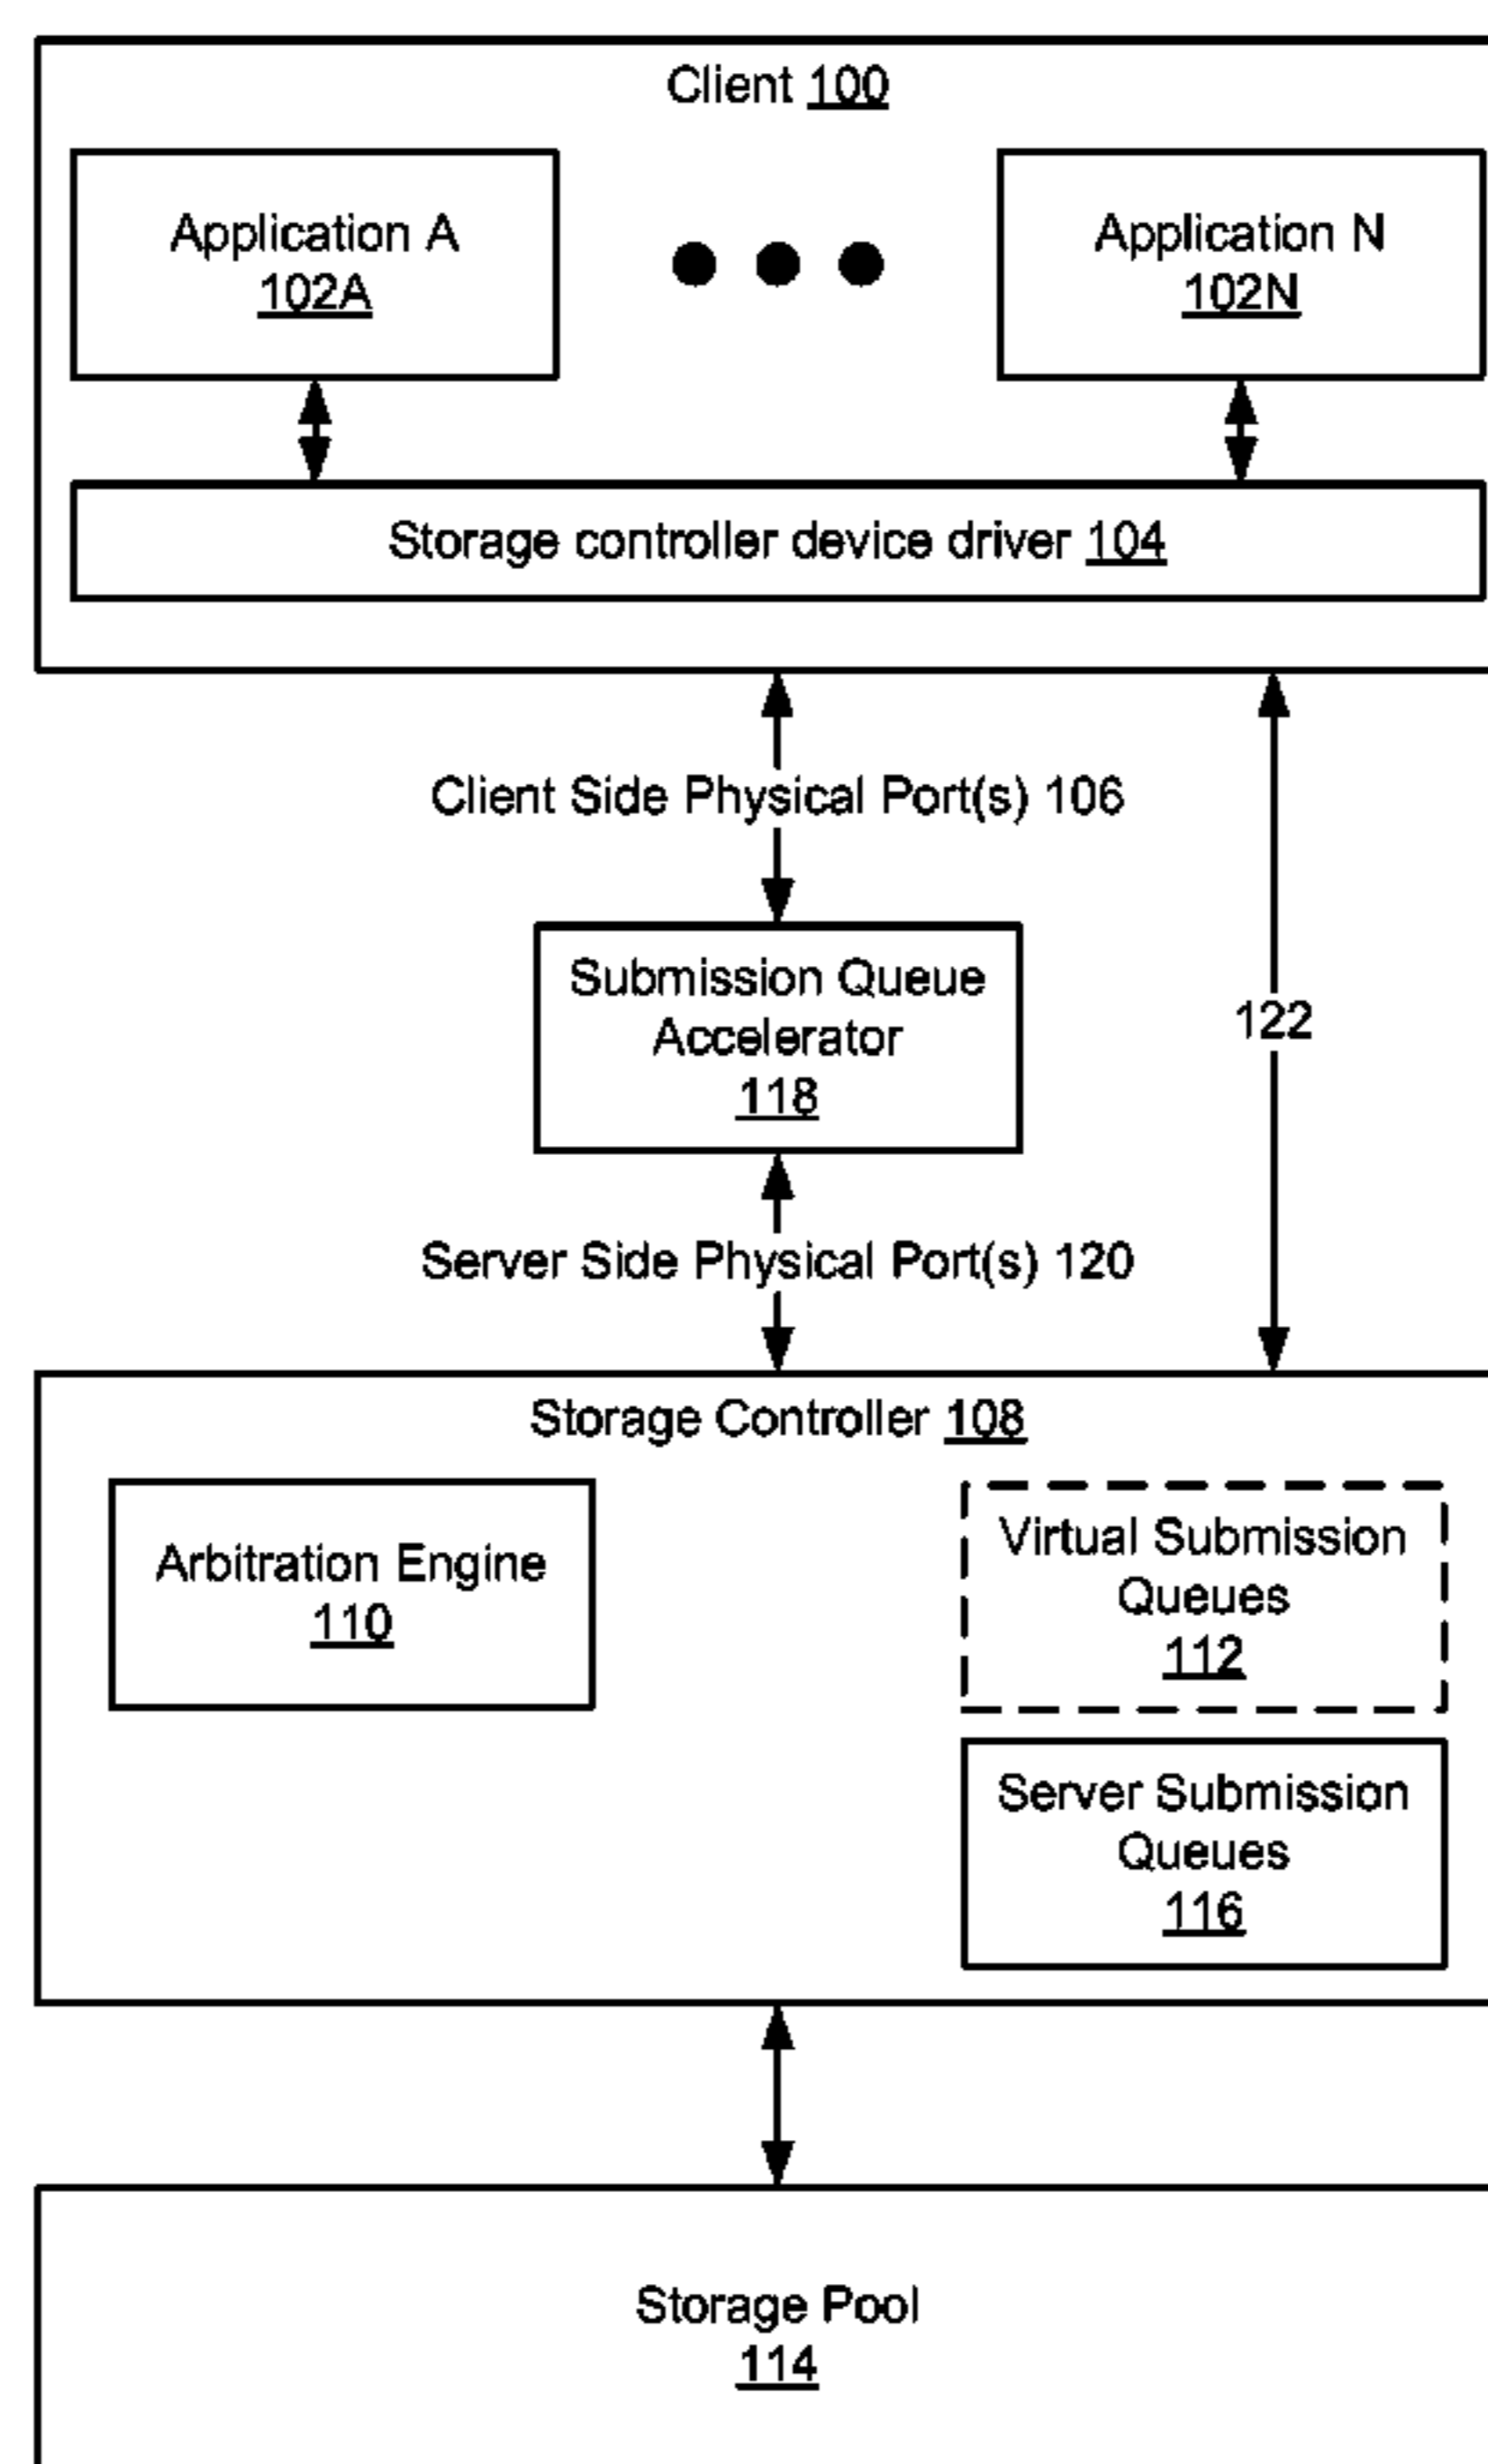 Client 100
Application A
102A
Application N
102N
Storage controller device driver 104
Client Side Physical Port(s) 106
Submission Queue
Accelerator
118
122
Server Side Physical Port(s) 120
Storage Controller 108
Arbitration Engine
110
Virtual Submission
Queues
112
Server Submission
Queues
116
Storage Pool
114